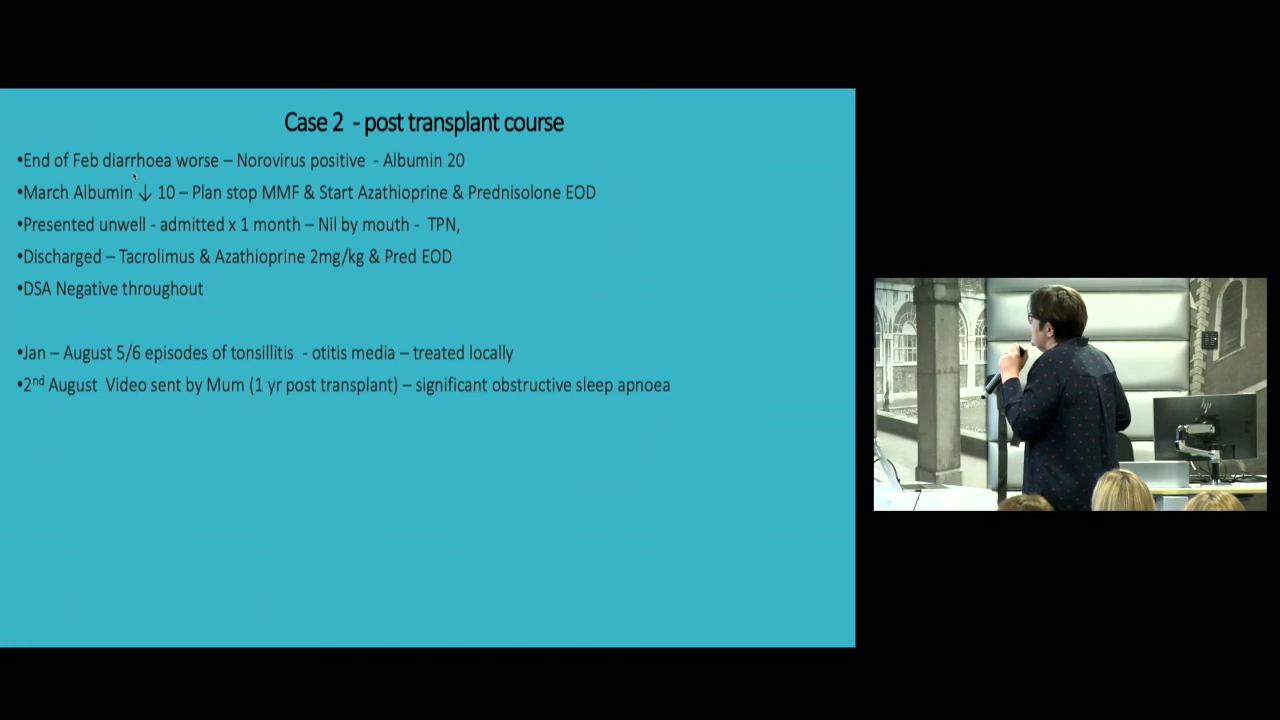 Case 2 - post transplant course
•End of Feb diarrhoea worse – Norovirus positive - Albumin 20
•March Albumin ↓ 10 – Plan stop MMF & Start Azathioprine & Prednisolone EOD
•Presented unwell - admitted x 1 month – Nil by mouth - TPN,
•Discharged – Tacrolimus & Azathioprine 2mg/kg & Pred EOD
•DSA Negative throughout
•Jan – August 5/6 episodes of tonsillitis - otitis media – treated locally
•2nd August Video sent by Mum (1 yr post transplant) – significant obstructive sleep apnoea
hp